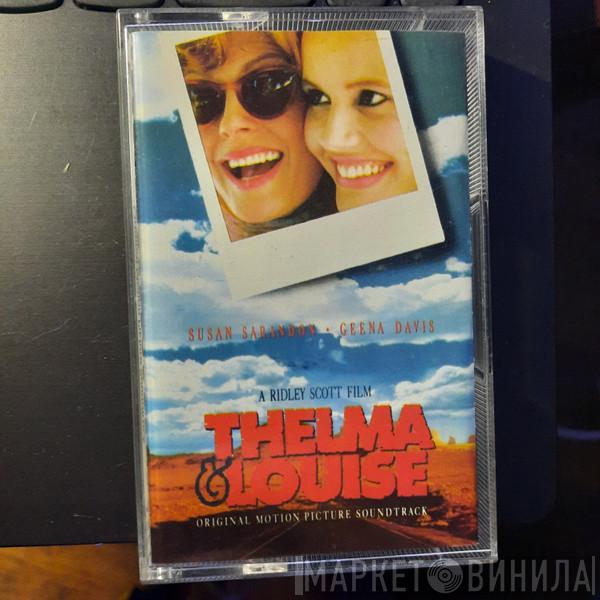 SUSAN SARANDON · GEENA DAVIS
A RIDLEY SCOTT FILM
THELMA
& LOUISE
ORIGINAL MOTION PICTURE SOUNDTRACK
МАРКЕТ ВИНИЛА